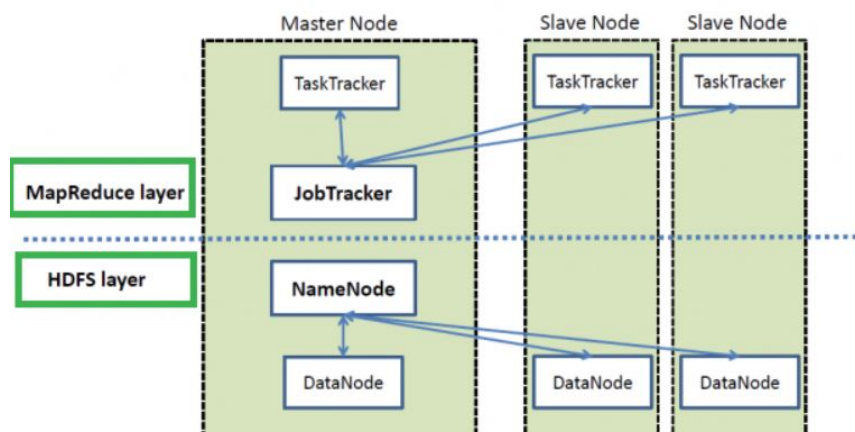 Master Node
Slave Node
Slave Node
TaskTracker
TaskTracker
TaskTracker
MapReduce layer
JobTracker
HDFS layer
NameNode
DataNode
DataNode
DataNode